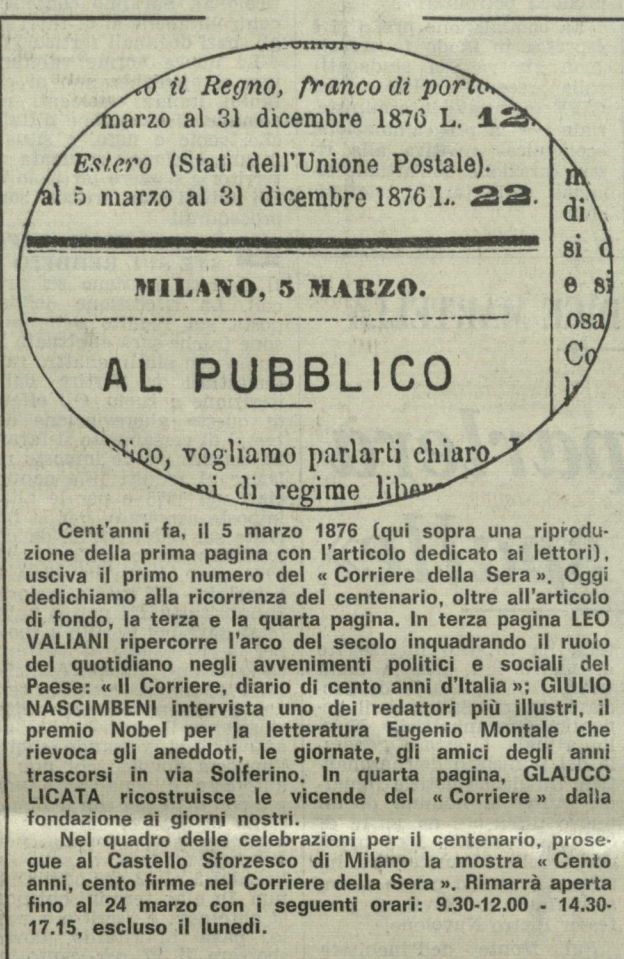 il Regno, franco di porto.
marzo al 31 dicembre 1876 L. 12.
Estero (Stati dell'Unione Postale).
al 5 marzo al 31 dicembre 1876 L. 22.
MILANO, 5 MARZO.
AL PUBBLICO
vogliamo parlarti chiaro.
di regime
di
si
e si
osa
Co
Cent'anni fa, il 5 marzo 1876 (qui sopra una riprodu-
zione della prima pagina con l'articolo dedicato ai lettori),
usciva il primo numero del « Corriere della Sera ». Oggi
dedichiamo alla ricorrenza del centenario, oltre all'articolo
di fondo, la terza e la quarta pagina. In terza pagina LEO
VALIANI ripercorre l'arco del secolo inquadrando il ruolo
del quotidiano negli avvenimenti politici e sociali del
Paese: « Il Corriere, diario di cento anni d'Italia »; GIULIO
NASCIMBENI intervista uno dei redattori più illustri, il
premio Nobel per la letteratura Eugenio Montale che
rievoca gli aneddoti, le giornate, gli amici degli anni
trascorsi in via Solferino. In quarta pagina, GLAUCO
LICATA ricostruisce le vicende del « Corriere » dalla
fondazione ai giorni nostri.
Nel quadro delle celebrazioni per il centenario, prose-
gue al Castello Sforzesco di Milano la mostra « Cento
anni, cento firme nel Corriere della Sera ». Rimarrà aperta
fino al 24 marzo con i seguenti orari: 9.30-12.00 - 14.30-
17.15, escluso il lunedì.